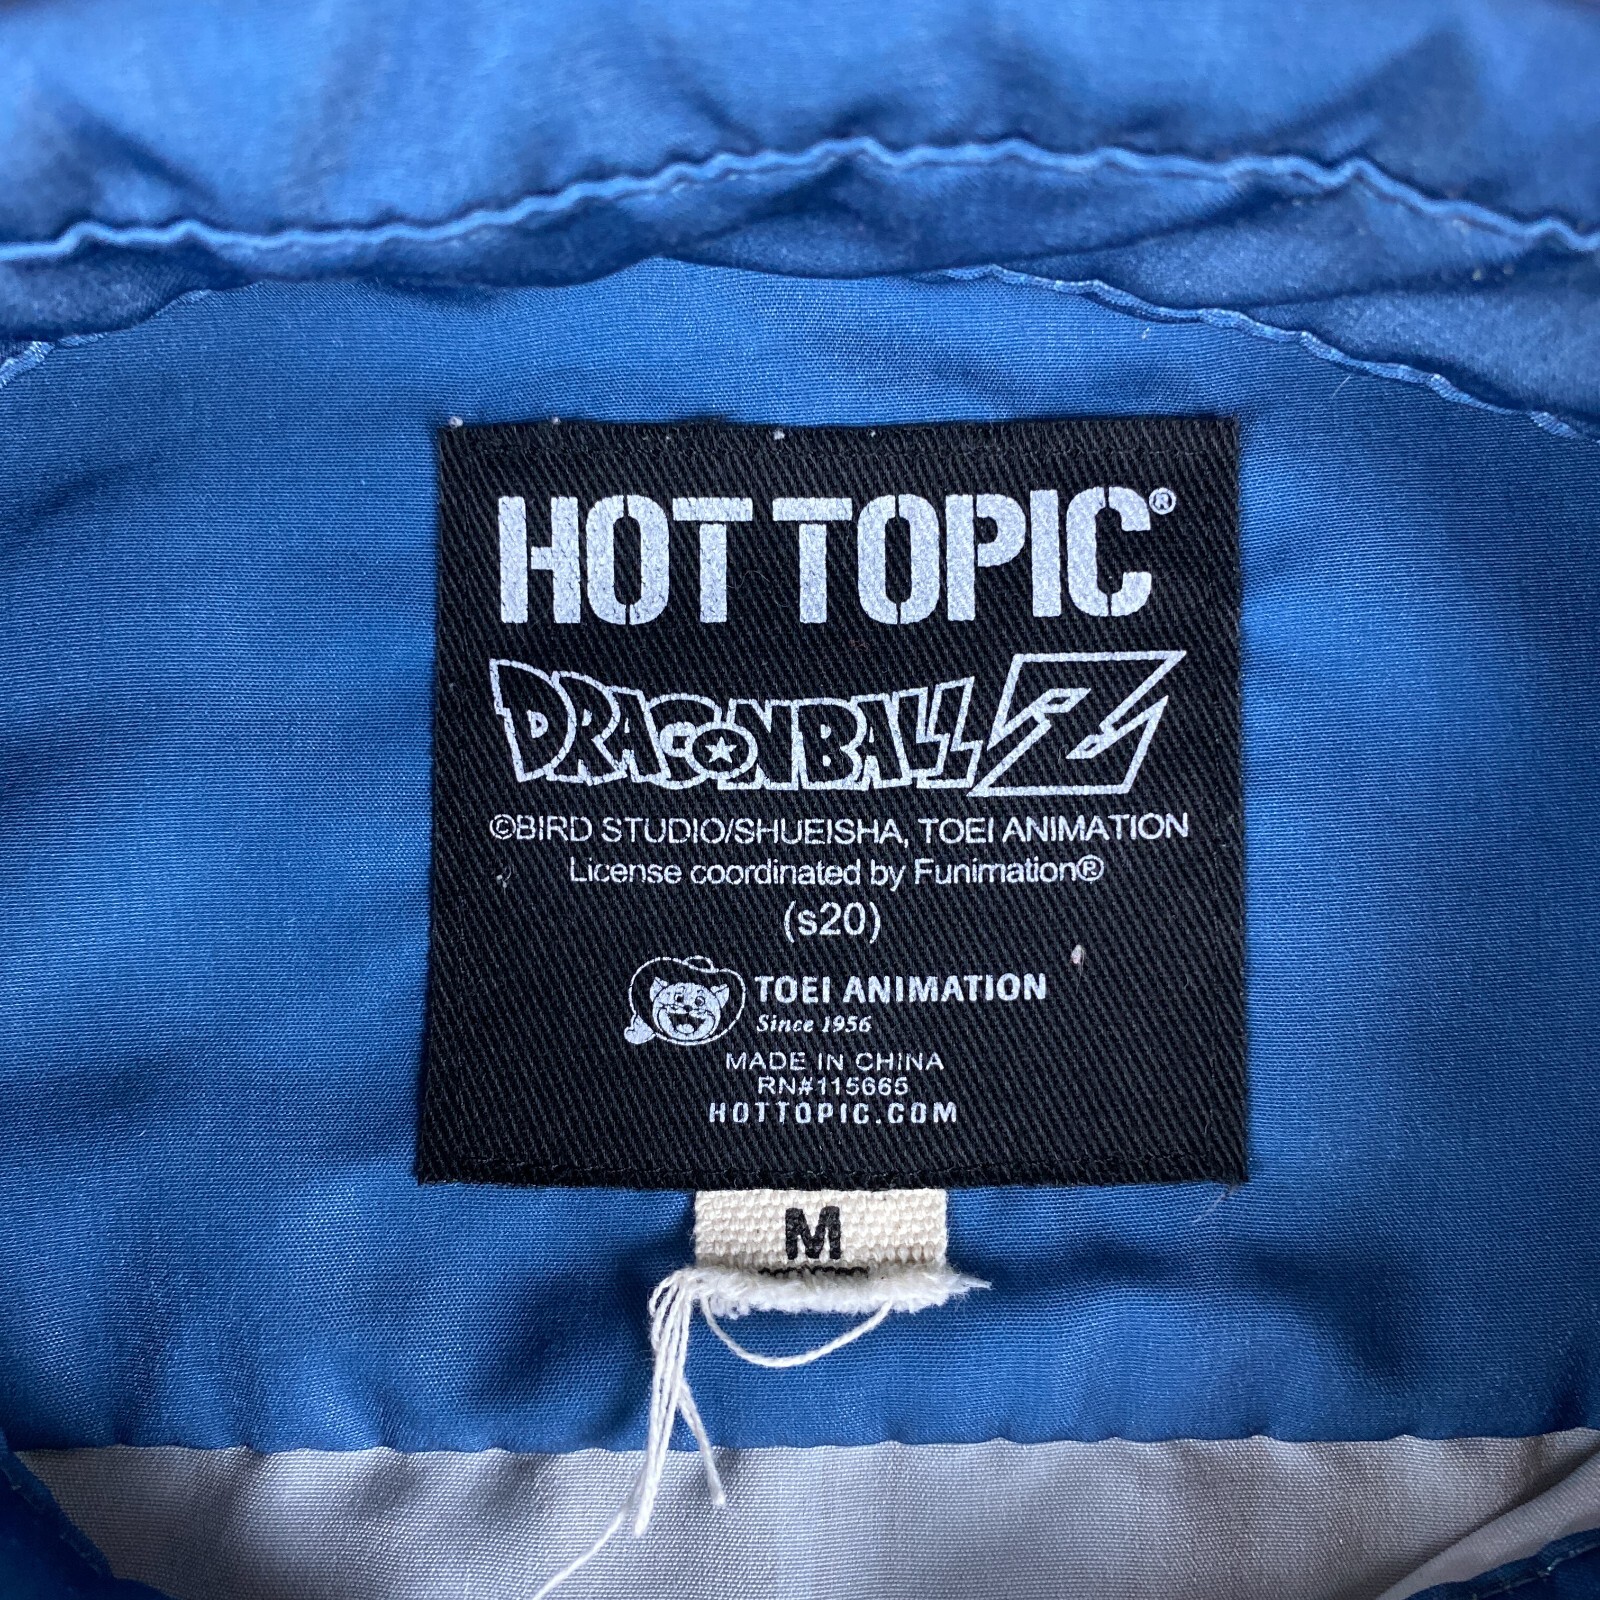 HOT TOPIC®
DRAGONBALL Z
©BIRD STUDIO/SHUEISHA, TOEI ANIMATION
License coordinated by Funimation®
(s20)
TOEI ANIMATION
Since 1956
MADE IN CHINA
RN#115665
HOTTOPIC.COM
M